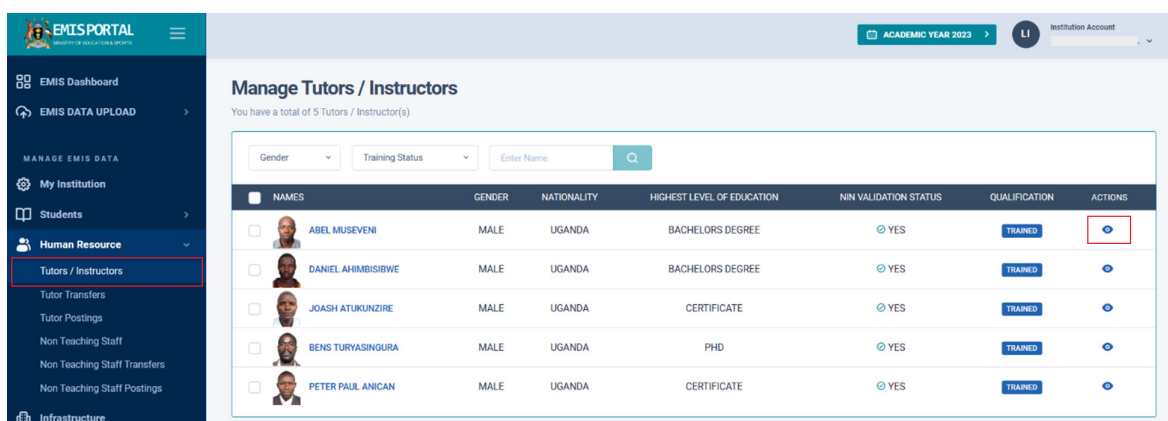 EMIS PORTAL
MINISTRY OF EDUCATION & SPORTS
ACADEMIC YEAR 2023
LI
Institution Account
EMIS Dashboard
EMIS DATA UPLOAD
MANAGE EMIS DATA
My Institution
Students
Human Resource
Tutors / Instructors
Tutor Transfers
Tutor Postings
Non Teaching Staff
Non Teaching Staff Transfers
Non Teaching Staff Postings
Infrastructure
Manage Tutors / Instructors
You have a total of 5 Tutors / Instructor(s)
Gender Training Status Enter Name
NAMES GENDER NATIONALITY HIGHEST LEVEL OF EDUCATION NIN VALIDATION STATUS QUALIFICATION ACTIONS
ABEL MUSEVENI MALE UGANDA BACHELORS DEGREE YES TRAINED
DANIEL AHIMBISIBWE MALE UGANDA BACHELORS DEGREE YES TRAINED
JOASH ATUKUNZIRE MALE UGANDA CERTIFICATE YES TRAINED
BENS TURYASINGURA MALE UGANDA PHD YES TRAINED
PETER PAUL ANICAN MALE UGANDA CERTIFICATE YES TRAINED